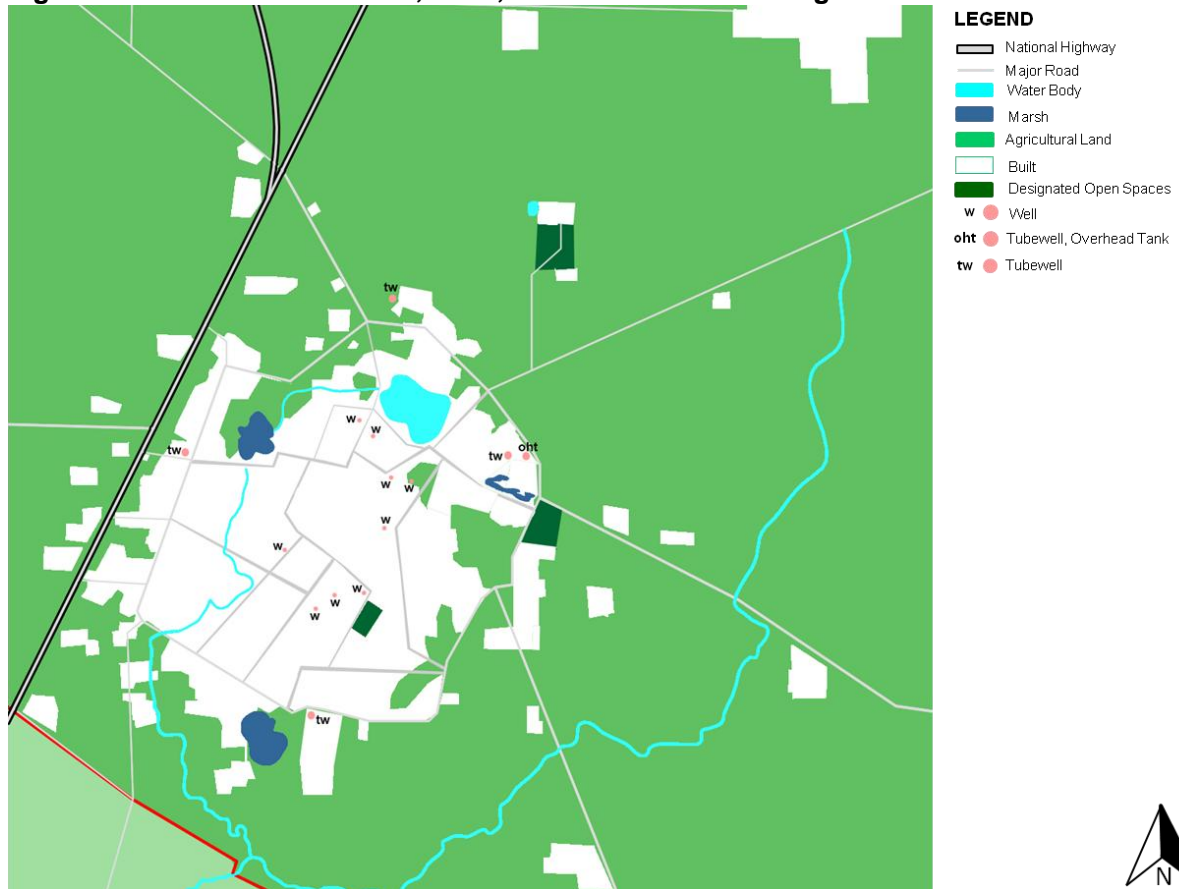 LEGEND
National Highway
Major Road
Water Body
Marsh
Agricultural Land
Built
Designated Open Spaces
w Well
oht Tubewell, Overhead Tank
tw Tubewell
tw
w
w
tw
tw
oht
w
w
w
w
w
w
w
tw
N